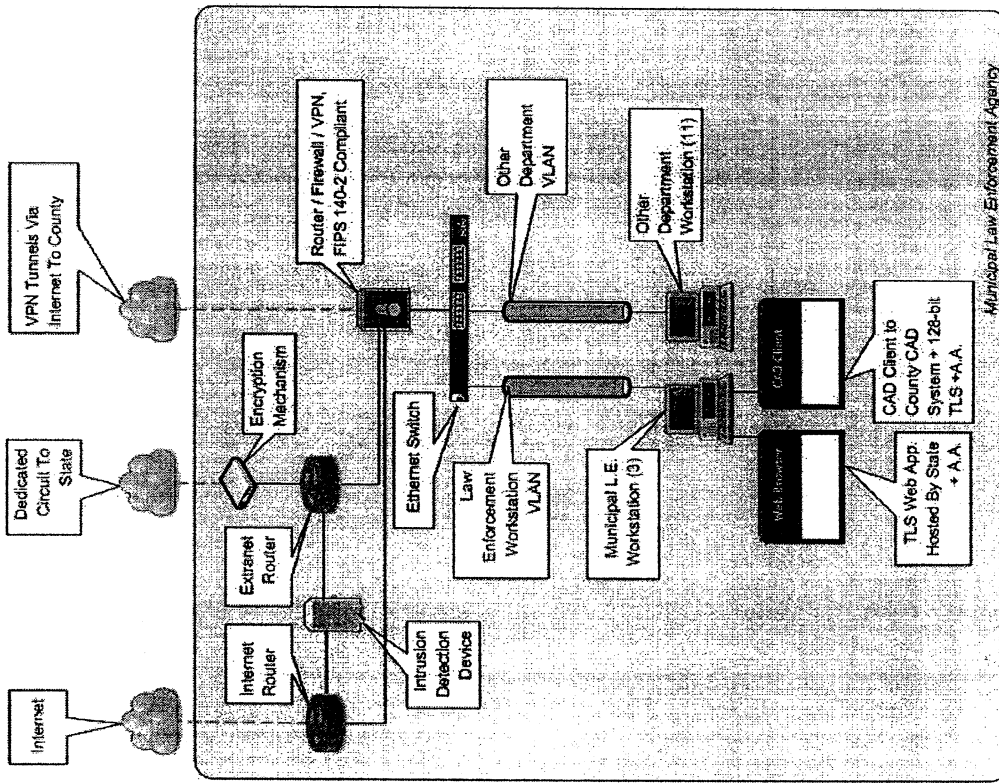 Internet
Dedicated
Circuit To
State
VPN Tunnels Via
Internet To County
Internet
Router
Extranet
Router
Encryption
Mechanism
Router / Firewall / VPN,
FIPS 140-2 Compliant
Intrusion
Detection
Device
Ethernet Switch
Law
Enforcement
Workstation
VLAN
Other
Department
VLAN
Municipal L.E.
Workstation (3)
Other
Department
Workstation (11)
Web Browser
CAD Client
TLS Web App.
Hosted By State
+ A.A.
CAD Client to
County CAD
System + 128-bit
TLS +A.A.
Municipal Law Enforcement Agency